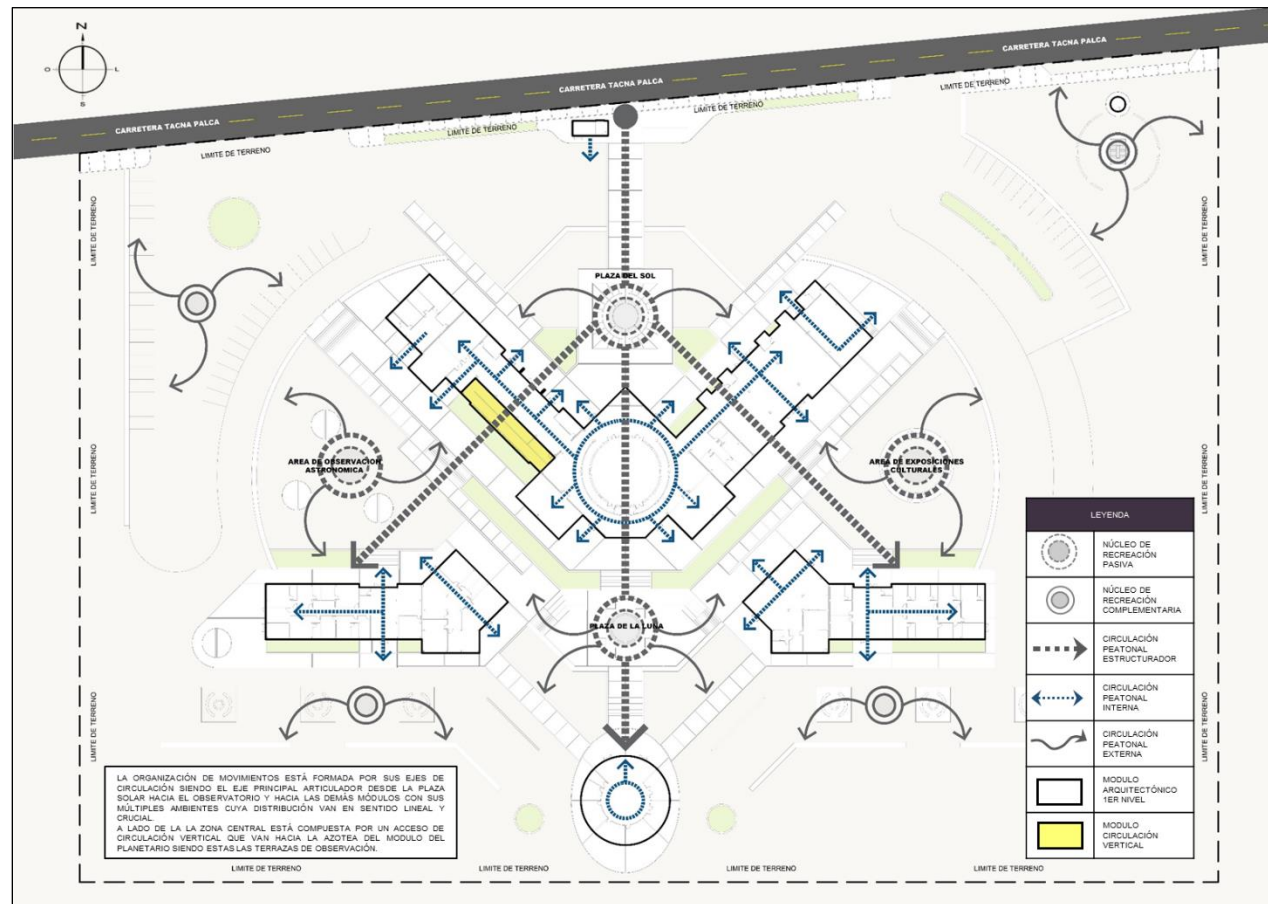 N
O
L
S
CARRETERA TACNA PALCA
CARRETERA TACNA PALCA
CARRETERA TACNA PALCA
LIMITE DE TERRENO
LIMITE DE TERRENO
LIMITE DE TERRENO
LIMITE DE TERRENO
LIMITE DE TERRENO
LIMITE DE TERRENO
PLAZA DEL SOL
LIMITE DE TERRENO
LIMITE DE TERRENO
AREA DE OBSERVACION
ASTRONOMICA
AREA DE EXPOSICIONES
CULTURALES
PLAZA DE LA LUNA
LIMITE DE TERRENO
LIMITE DE TERRENO
LEYENDA
NÚCLEO DE
RECREACIÓN
PASIVA
NÚCLEO DE
RECREACIÓN
COMPLEMENTARIA
CIRCULACIÓN
PEATONAL
ESTRUCTURADOR
CIRCULACIÓN
PEATONAL
INTERNA
CIRCULACIÓN
PEATONAL
EXTERNA
MODULO
ARQUITECTÓNICO
1ER NIVEL
MODULO
CIRCULACIÓN
VERTICAL
LA ORGANIZACIÓN DE MOVIMIENTOS ESTÁ FORMADA POR SUS EJES DE
CIRCULACIÓN SIENDO EL EJE PRINCIPAL ARTICULADOR DESDE LA PLAZA
SOLAR HACIA EL OBSERVATORIO Y HACIA LAS DEMÁS MÓDULOS CON SUS
MÚLTIPLES AMBIENTES CUYA DISTRIBUCIÓN VAN EN SENTIDO LINEAL Y
CRUCIAL.
A LADO DE LA LA ZONA CENTRAL ESTÁ COMPUESTA POR UN ACCESO DE
CIRCULACIÓN VERTICAL QUE VAN HACIA LA AZOTEA DEL MODULO DEL
PLANETARIO SIENDO ESTAS LAS TERRAZAS DE OBSERVACIÓN.
LIMITE DE TERRENO
LIMITE DE TERRENO
LIMITE DE TERRENO
LIMITE DE TERRENO